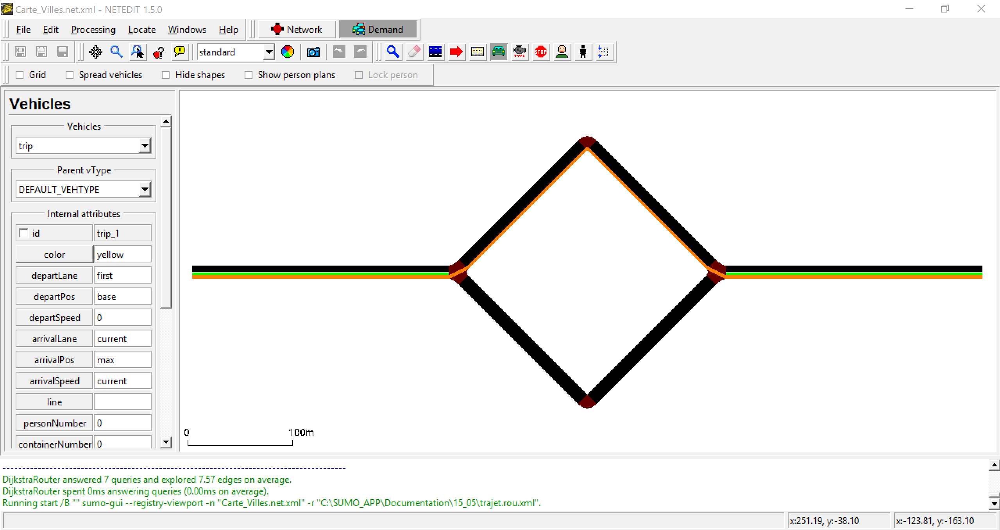 Carte_Villes.net.xml - NETEDIT 1.5.0
File Edit Processing Locate Windows Help Network Demand
standard TYPE STOP
Grid Spread vehicles Hide shapes Show person plans Lock person
Vehicles
Vehicles
trip
Parent vType
DEFAULT_VEHTYPE
Internal attributes
id trip_1
color yellow
departLane first
departPos base
departSpeed 0
arrivalLane current
arrivalPos max
arrivalSpeed current
line
personNumber 0
containerNumber 0
0 100m
----------------------------------------------------------------------------------------
DijkstraRouter answered 7 queries and explored 7.57 edges on average.
DijkstraRouter spent 0ms answering queries (0.00ms on average).
Running start /B "" sumo-gui --registry-viewport -n "Carte_Villes.net.xml" -r "C:\SUMO_APP\Documentation\15_05\trajet.rou.xml".
x:251.19, y:-38.10 x:-123.81, y:-163.10